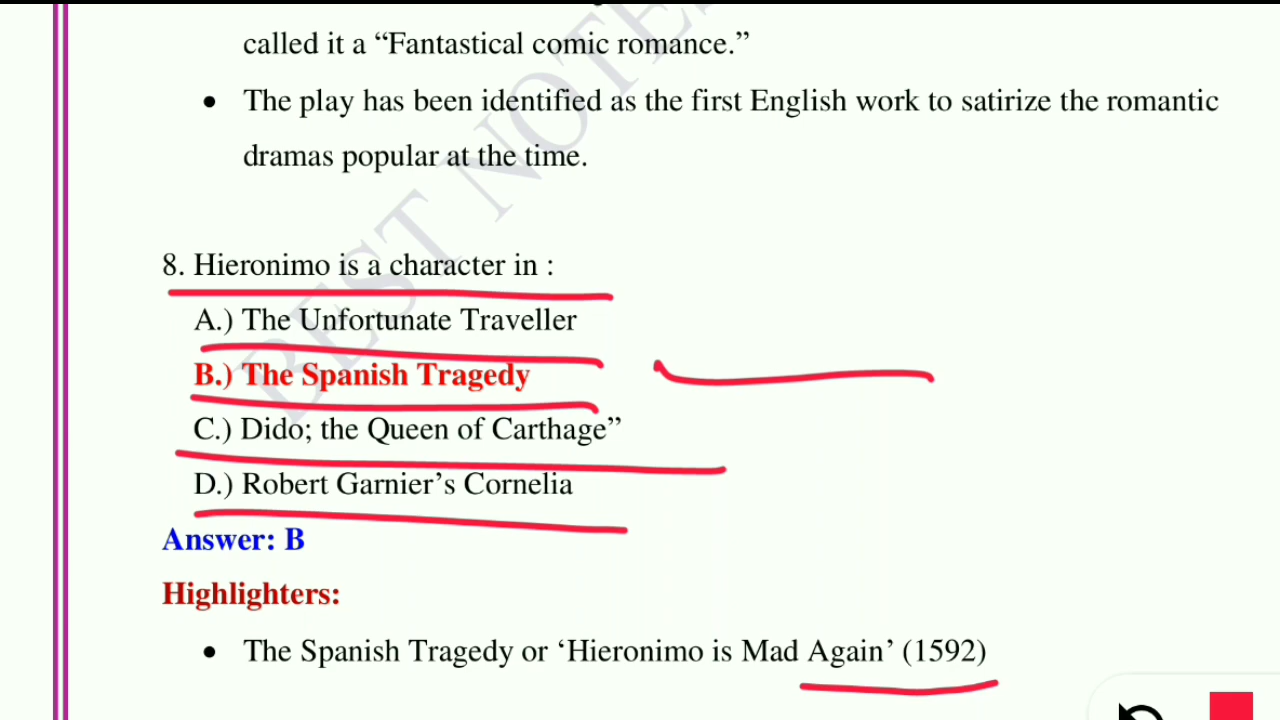 called it a “Fantastical comic romance.”
• The play has been identified as the first English work to satirize the romantic
dramas popular at the time.
8. Hieronimo is a character in :
A.) The Unfortunate Traveller
B.) The Spanish Tragedy
C.) Dido; the Queen of Carthage”
D.) Robert Garnier’s Cornelia
Answer: B
Highlighters:
• The Spanish Tragedy or ‘Hieronimo is Mad Again’ (1592)
BEST NOTE